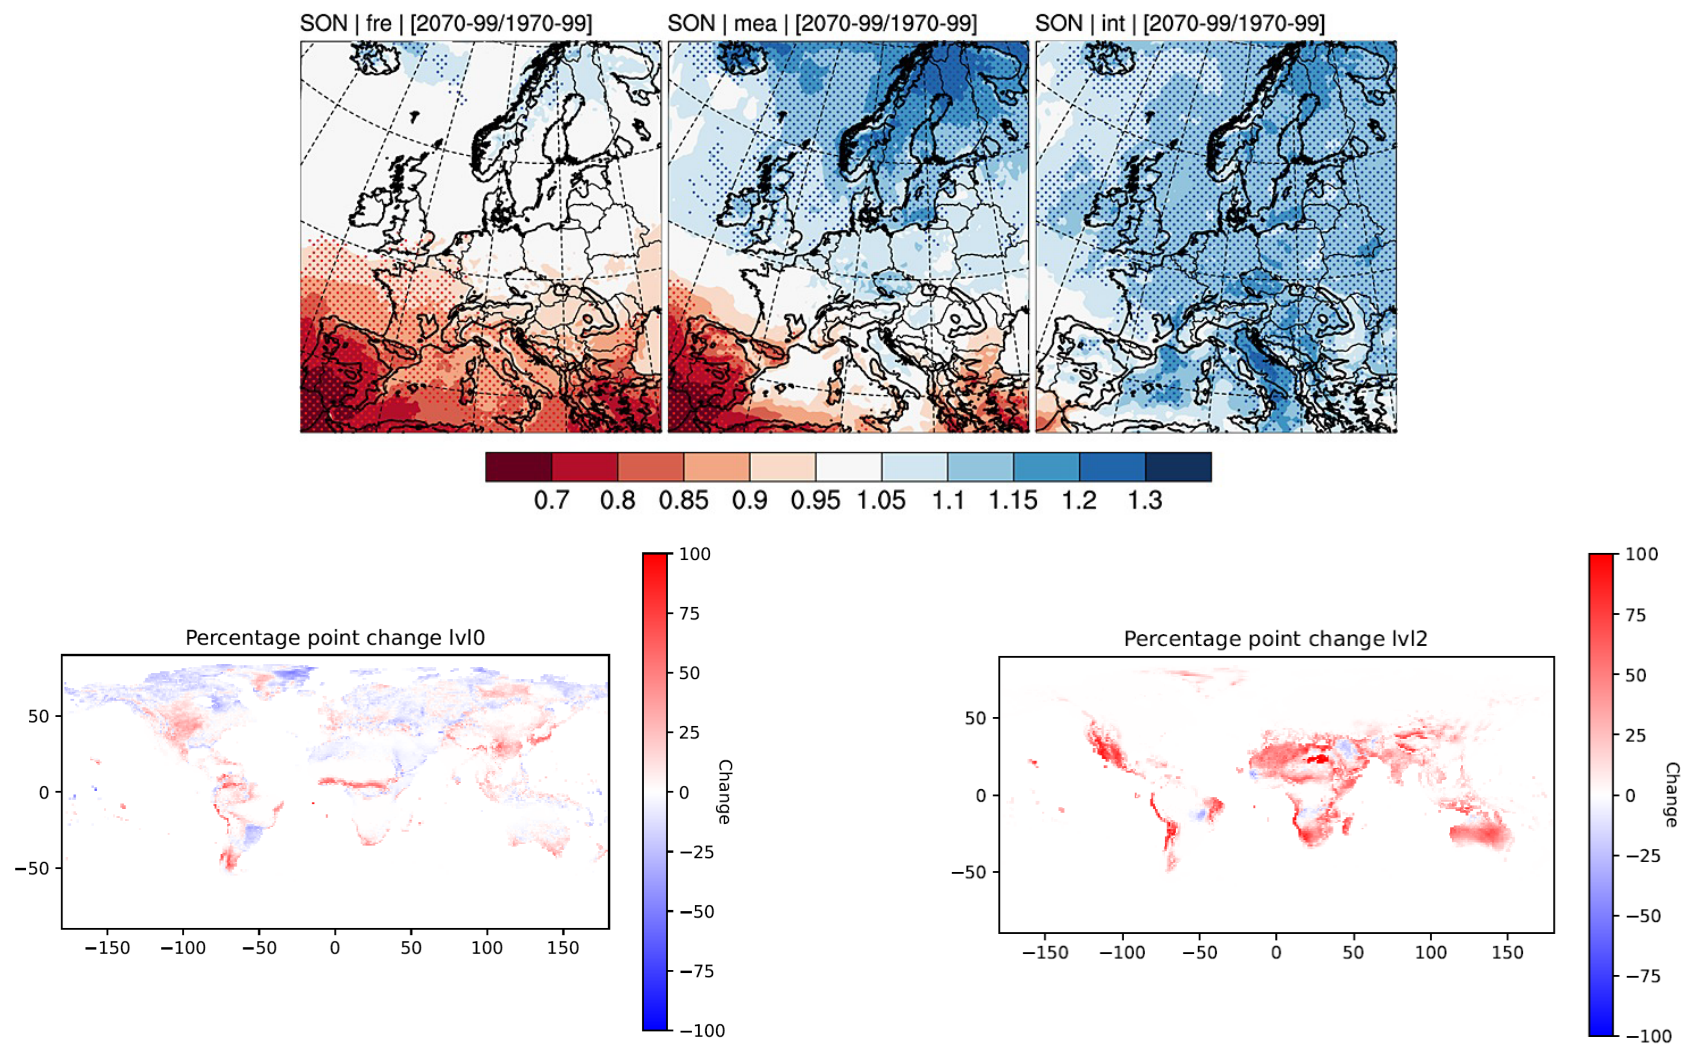 SON | fre | [2070-99/1970-99]
SON | mea | [2070-99/1970-99]
SON | int | [2070-99/1970-99]
0.7 0.8 0.85 0.9 0.95 1.05 1.1 1.15 1.2 1.3
Percentage point change lvl0
50
0
−50
−150 −100 −50 0 50 100 150
100
75
50
25
0
−25
−50
−75
−100
Change
Percentage point change lvl2
50
0
−50
−150 −100 −50 0 50 100 150
100
75
50
25
0
−25
−50
−75
−100
Change